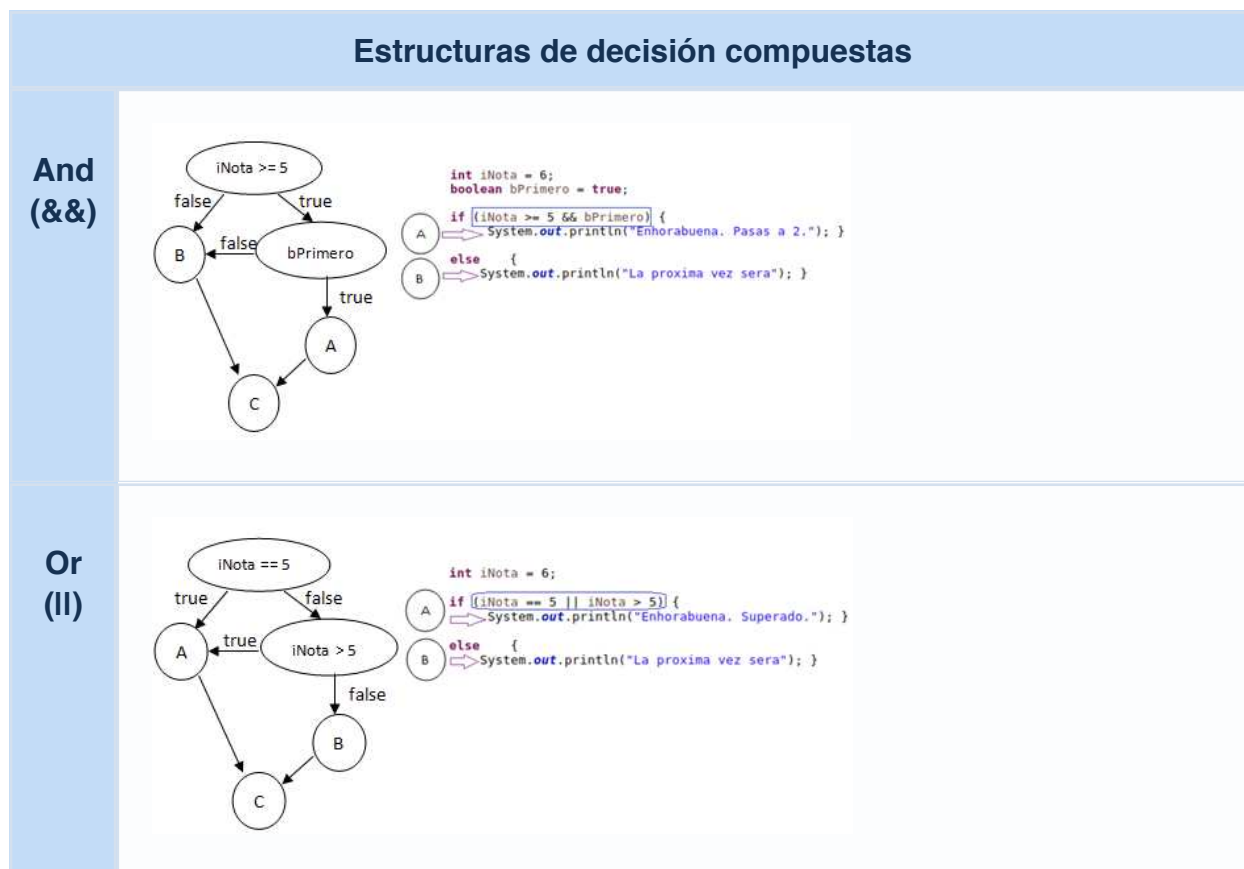 Estructuras de decisión compuestas
And
(&&)
iNota >= 5
false
true
B
false
bPrimero
true
A
C
int iNota = 6;
boolean bPrimero = true;
if (iNota >= 5 && bPrimero) {
A
System.out.println("Enhorabuena. Pasas a 2."); }
else {
B
System.out.println("La proxima vez sera"); }
Or
(II)
iNota == 5
true
false
A
true
iNota > 5
false
B
C
int iNota = 6;
if (iNota == 5 || iNota > 5) {
A
System.out.println("Enhorabuena. Superado."); }
else {
B
System.out.println("La proxima vez sera"); }